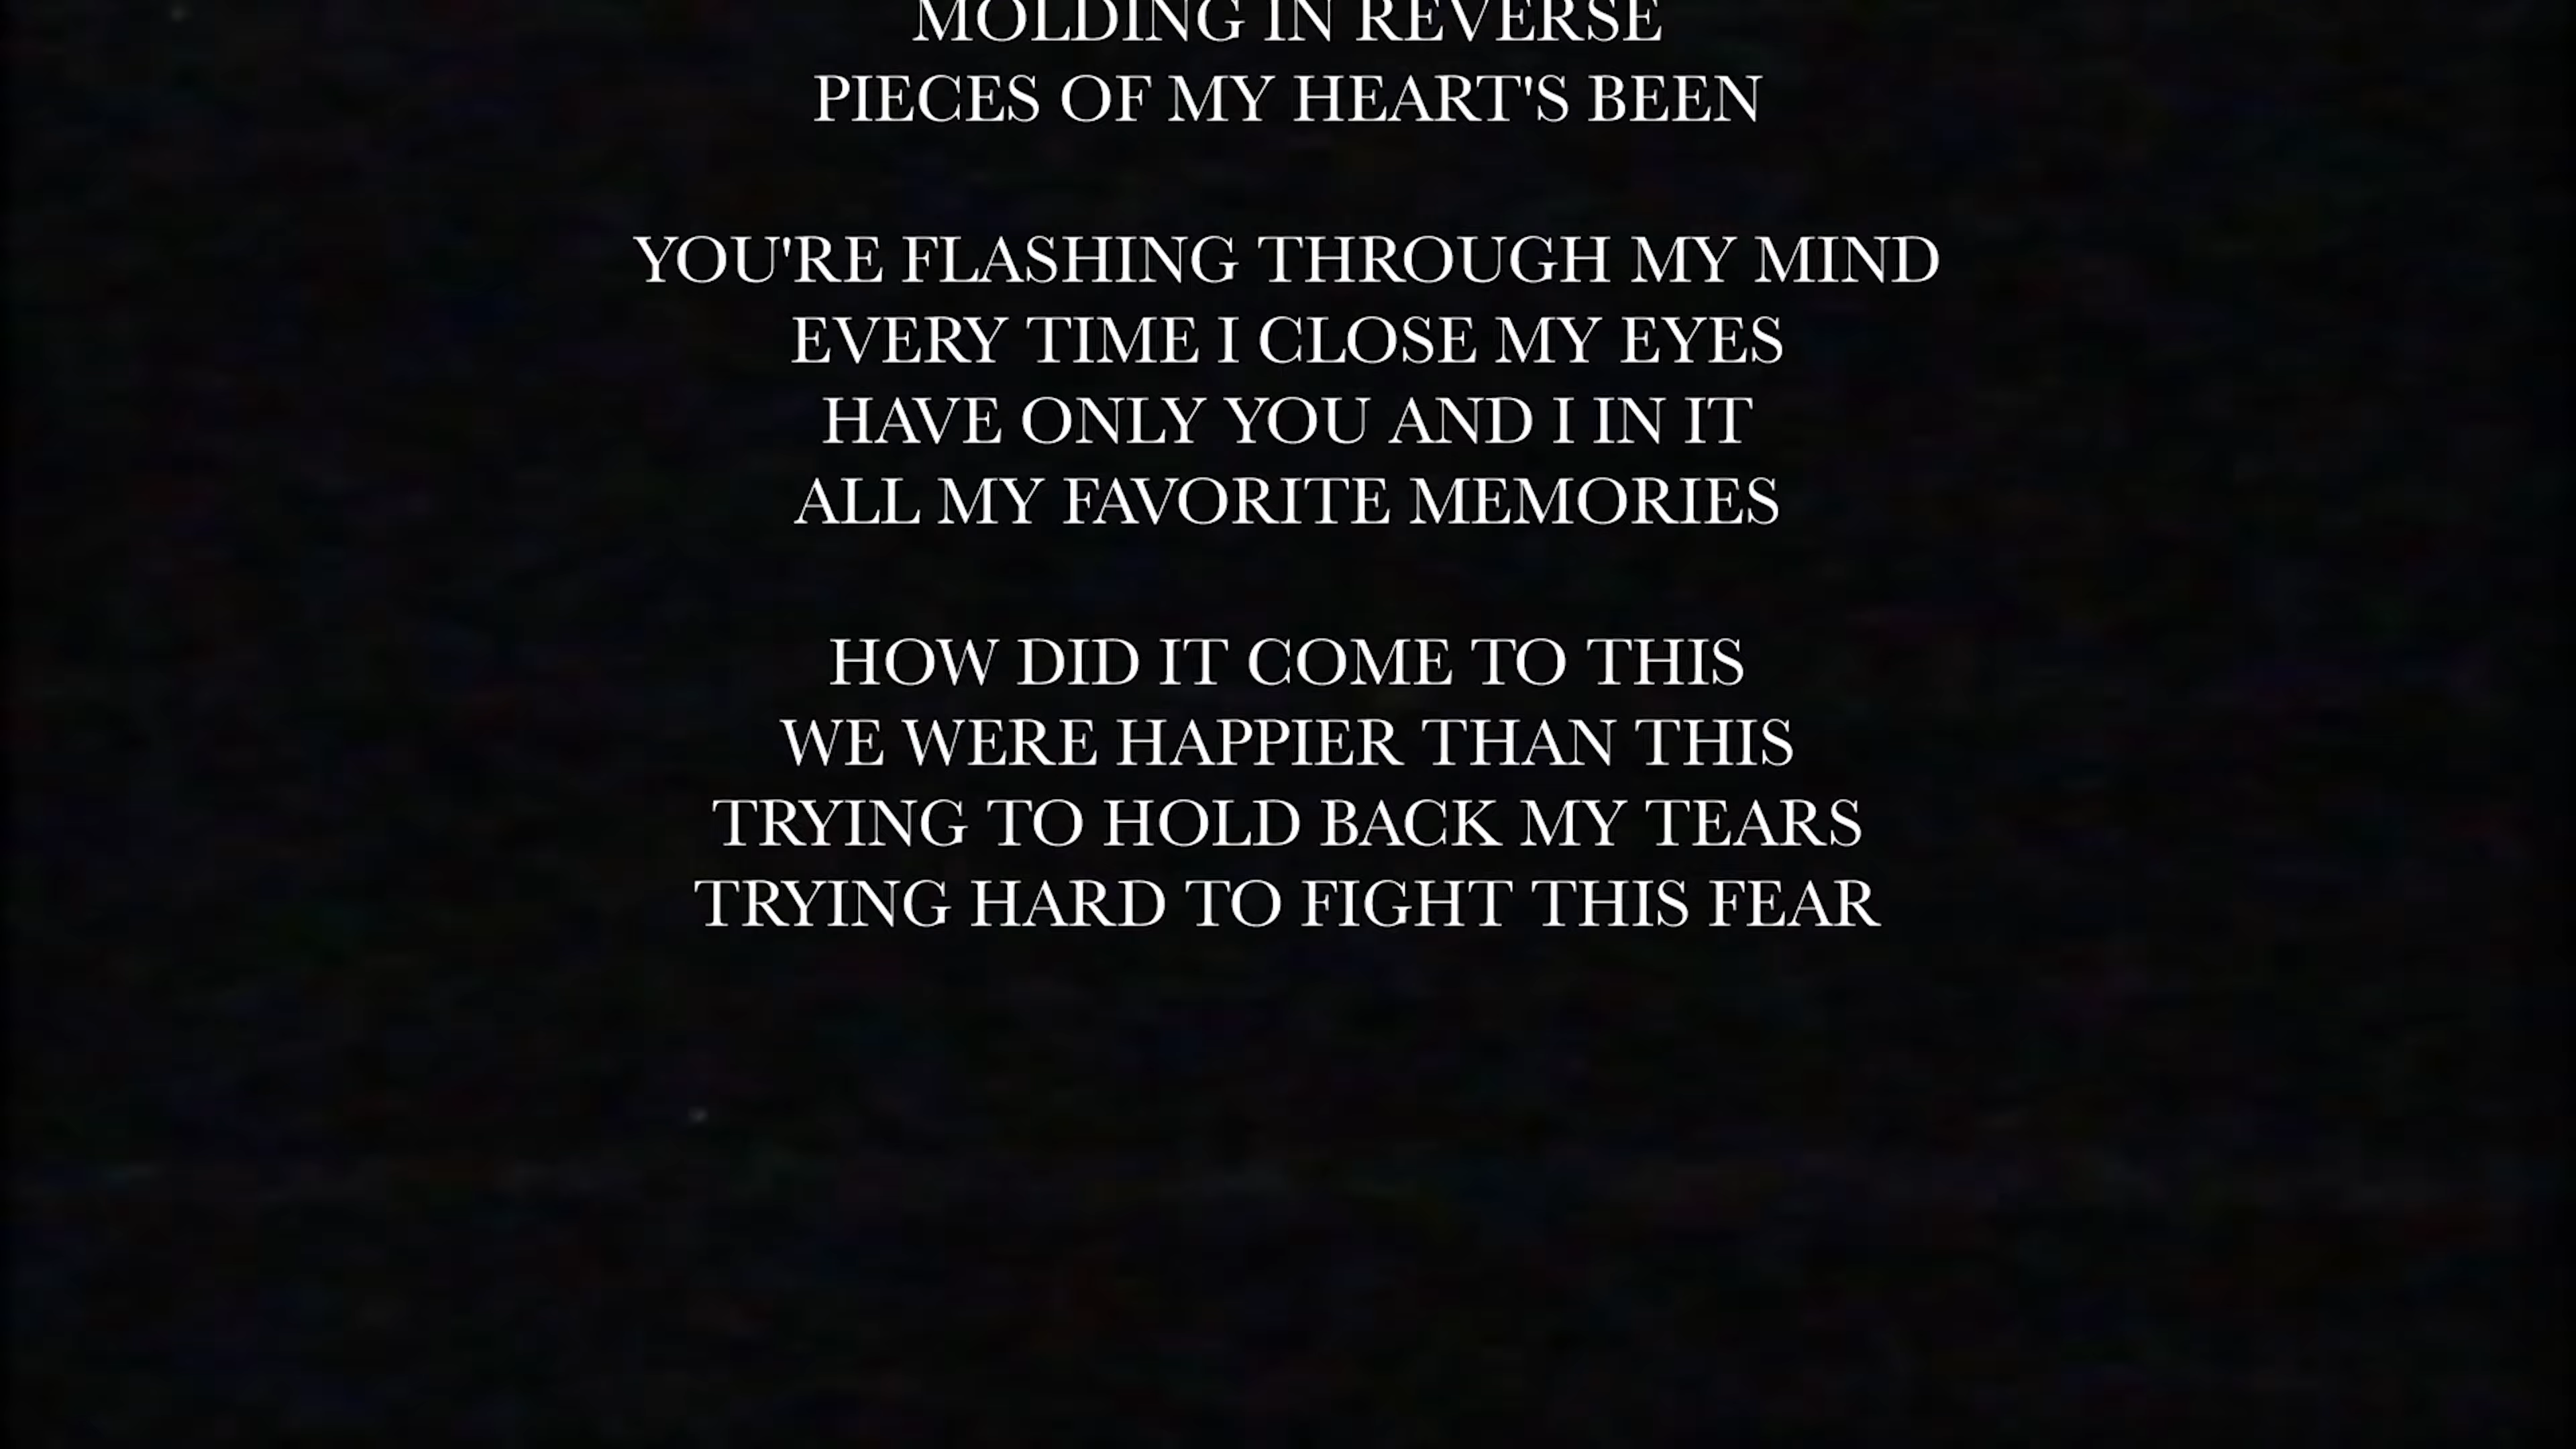 MOLDING IN REVERSE
PIECES OF MY HEART'S BEEN
YOU'RE FLASHING THROUGH MY MIND
EVERY TIME I CLOSE MY EYES
HAVE ONLY YOU AND I IN IT
ALL MY FAVORITE MEMORIES
HOW DID IT COME TO THIS
WE WERE HAPPIER THAN THIS
TRYING TO HOLD BACK MY TEARS
TRYING HARD TO FIGHT THIS FEAR